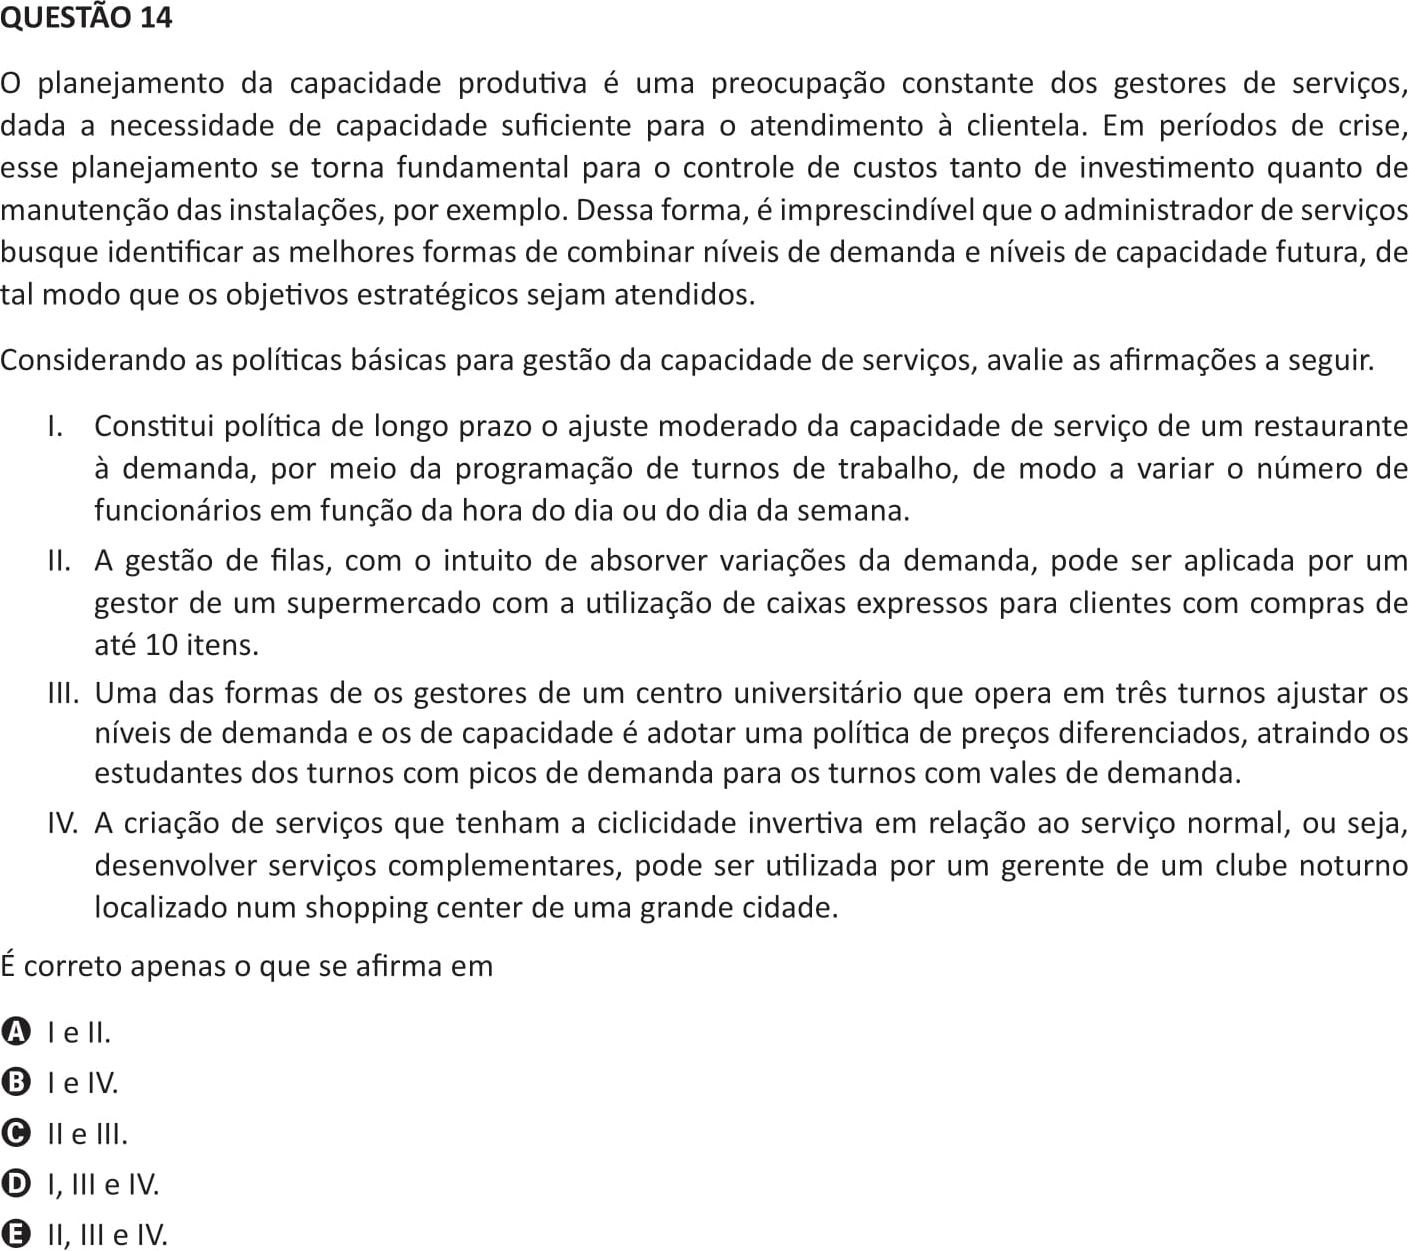 QUESTÃO 14
O planejamento da capacidade produtiva é uma preocupação constante dos gestores de serviços,
dada a necessidade de capacidade suficiente para o atendimento à clientela. Em períodos de crise,
esse planejamento se torna fundamental para o controle de custos tanto de investimento quanto de
manutenção das instalações, por exemplo. Dessa forma, é imprescindível que o administrador de serviços
busque identificar as melhores formas de combinar níveis de demanda e níveis de capacidade futura, de
tal modo que os objetivos estratégicos sejam atendidos.
Considerando as políticas básicas para gestão da capacidade de serviços, avalie as afirmações a seguir.
I. Constitui política de longo prazo o ajuste moderado da capacidade de serviço de um restaurante
à demanda, por meio da programação de turnos de trabalho, de modo a variar o número de
funcionários em função da hora do dia ou do dia da semana.
II. A gestão de filas, com o intuito de absorver variações da demanda, pode ser aplicada por um
gestor de um supermercado com a utilização de caixas expressos para clientes com compras de
até 10 itens.
III. Uma das formas de os gestores de um centro universitário que opera em três turnos ajustar os
níveis de demanda e os de capacidade é adotar uma política de preços diferenciados, atraindo os
estudantes dos turnos com picos de demanda para os turnos com vales de demanda.
IV. A criação de serviços que tenham a ciclicidade invertiva em relação ao serviço normal, ou seja,
desenvolver serviços complementares, pode ser utilizada por um gerente de um clube noturno
localizado num shopping center de uma grande cidade.
É correto apenas o que se afirma em
A I e II.
B I e IV.
C II e III.
D I, III e IV.
E II, III e IV.